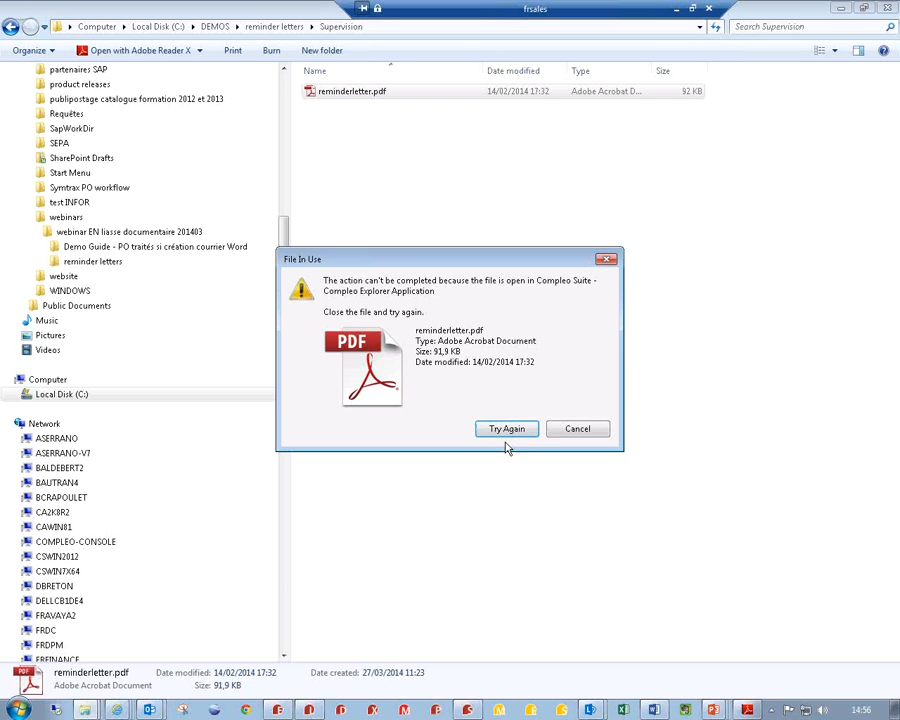 frsales
Computer Local Disk (C:) DEMOS reminder letters Supervision
Search Supervision
Organize Open with Adobe Reader X Print Burn New folder
Name Date modified Type Size
reminderletter.pdf 14/02/2014 17:32 Adobe Acrobat D... 92 KB
partenaires SAP
product releases
publipostage catalogue formation 2012 et 2013
Requêtes
SapWorkDir
SEPA
SharePoint Drafts
Start Menu
Symtrax PO workflow
test INFOR
webinars
webinar EN liasse documentaire 201403
Demo Guide - PO traités si création courrier Word
reminder letters
website
WINDOWS
Public Documents
Music
Pictures
Videos
Computer
Local Disk (C:)
Network
ASERRANO
ASERRANO-V7
BALDEBERT2
BAUTRAN4
BCRAPOULET
CA2K8R2
CAWIN81
COMPLEO-CONSOLE
CSWIN2012
CSWIN7X64
DBRETON
DELLCB1DE4
FRAVAYA2
FRDC
FRDPM
FRFINANCE
File In Use
The action can't be completed because the file is open in Compleo Suite -
Compleo Explorer Application
Close the file and try again.
PDF
reminderletter.pdf
Type: Adobe Acrobat Document
Size: 91,9 KB
Date modified: 14/02/2014 17:32
Try Again Cancel
reminderletter.pdf Date modified: 14/02/2014 17:32 Date created: 27/03/2014 11:23
Adobe Acrobat Document Size: 91,9 KB
14:56